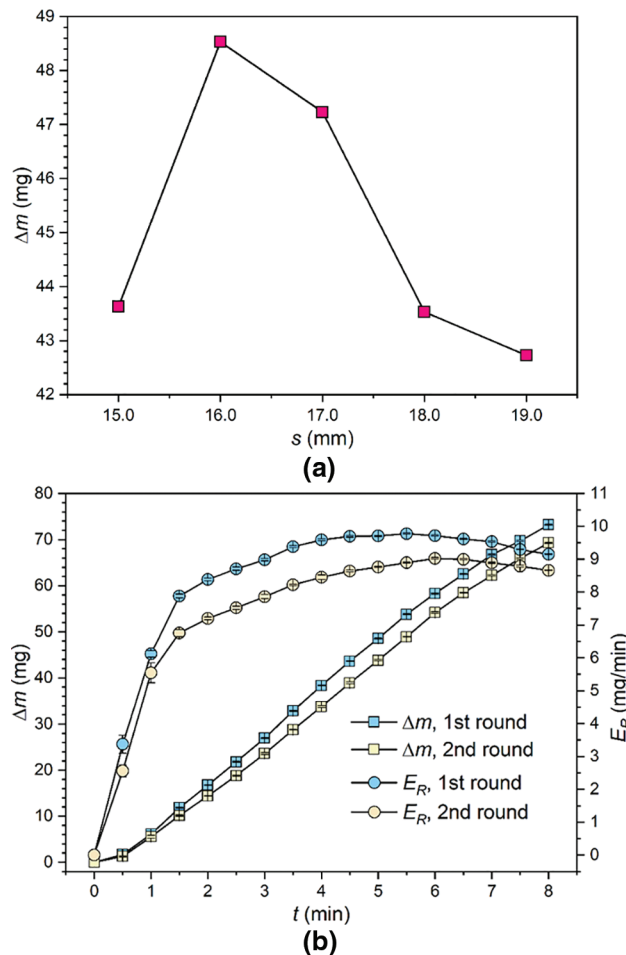 49
48
47
46
45
44
43
42
Δm (mg)
15.0 16.0 17.0 18.0 19.0
s (mm)
(a)
80
70
60
50
40
30
20
10
0
Δm (mg)
11
10
9
8
7
6
5
4
3
2
1
0
E_R (mg/min)
Δm, 1st round
Δm, 2nd round
E_R, 1st round
E_R, 2nd round
0 1 2 3 4 5 6 7 8
t (min)
(b)